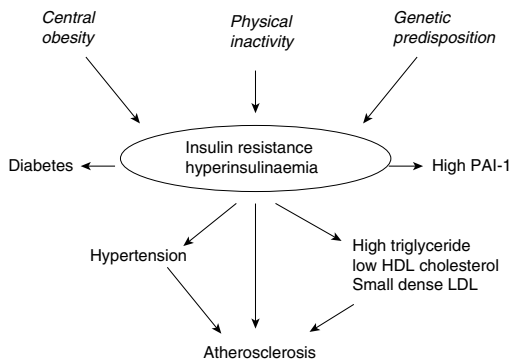 Central
obesity
Physical
inactivity
Genetic
predisposition
Insulin resistance
hyperinsulinaemia
Diabetes
High PAI-1
Hypertension
High triglyceride
low HDL cholesterol
Small dense LDL
Atherosclerosis